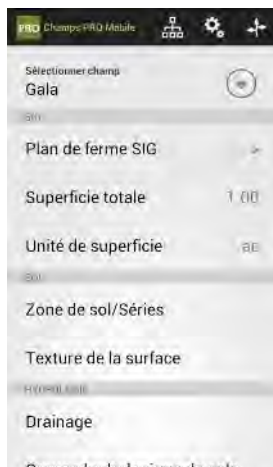 PRO Champs PRO Mobile
Sélectionner champ
Gala
Plan de ferme SIG >
Superficie totale 1.00
Unité de superficie ac
Sol
Zone de sol/Séries
Texture de la surface
Drainage